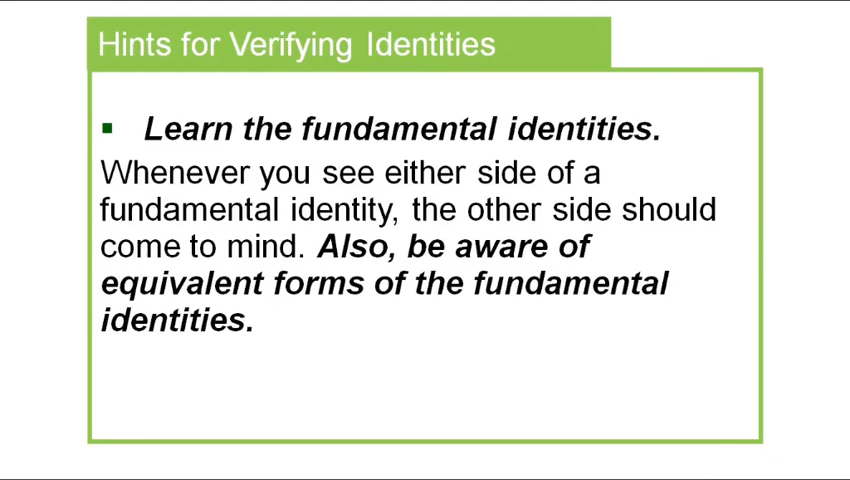 Hints for Verifying Identities
▪ Learn the fundamental identities.
Whenever you see either side of a
fundamental identity, the other side should
come to mind. Also, be aware of
equivalent forms of the fundamental
identities.